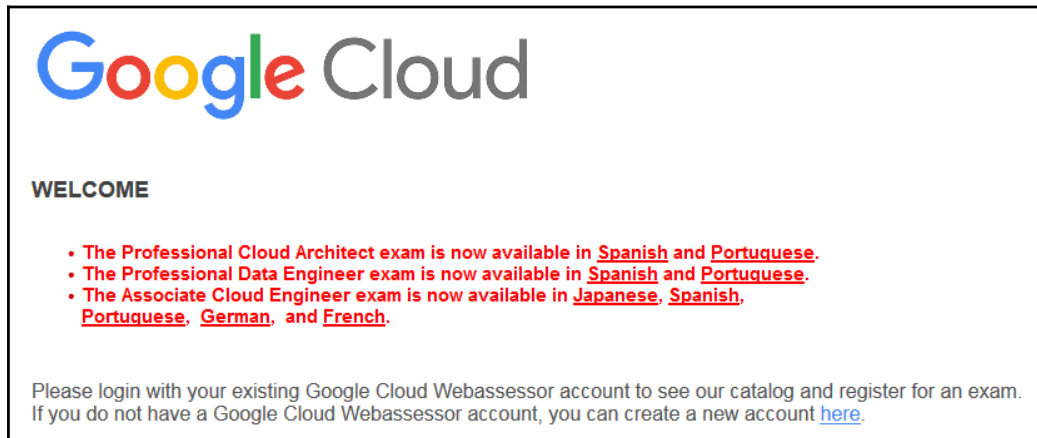 Google Cloud
WELCOME
• The Professional Cloud Architect exam is now available in Spanish and Portuguese.
• The Professional Data Engineer exam is now available in Spanish and Portuguese.
• The Associate Cloud Engineer exam is now available in Japanese, Spanish,
Portuguese, German, and French.
Please login with your existing Google Cloud Webassessor account to see our catalog and register for an exam.
If you do not have a Google Cloud Webassessor account, you can create a new account here.